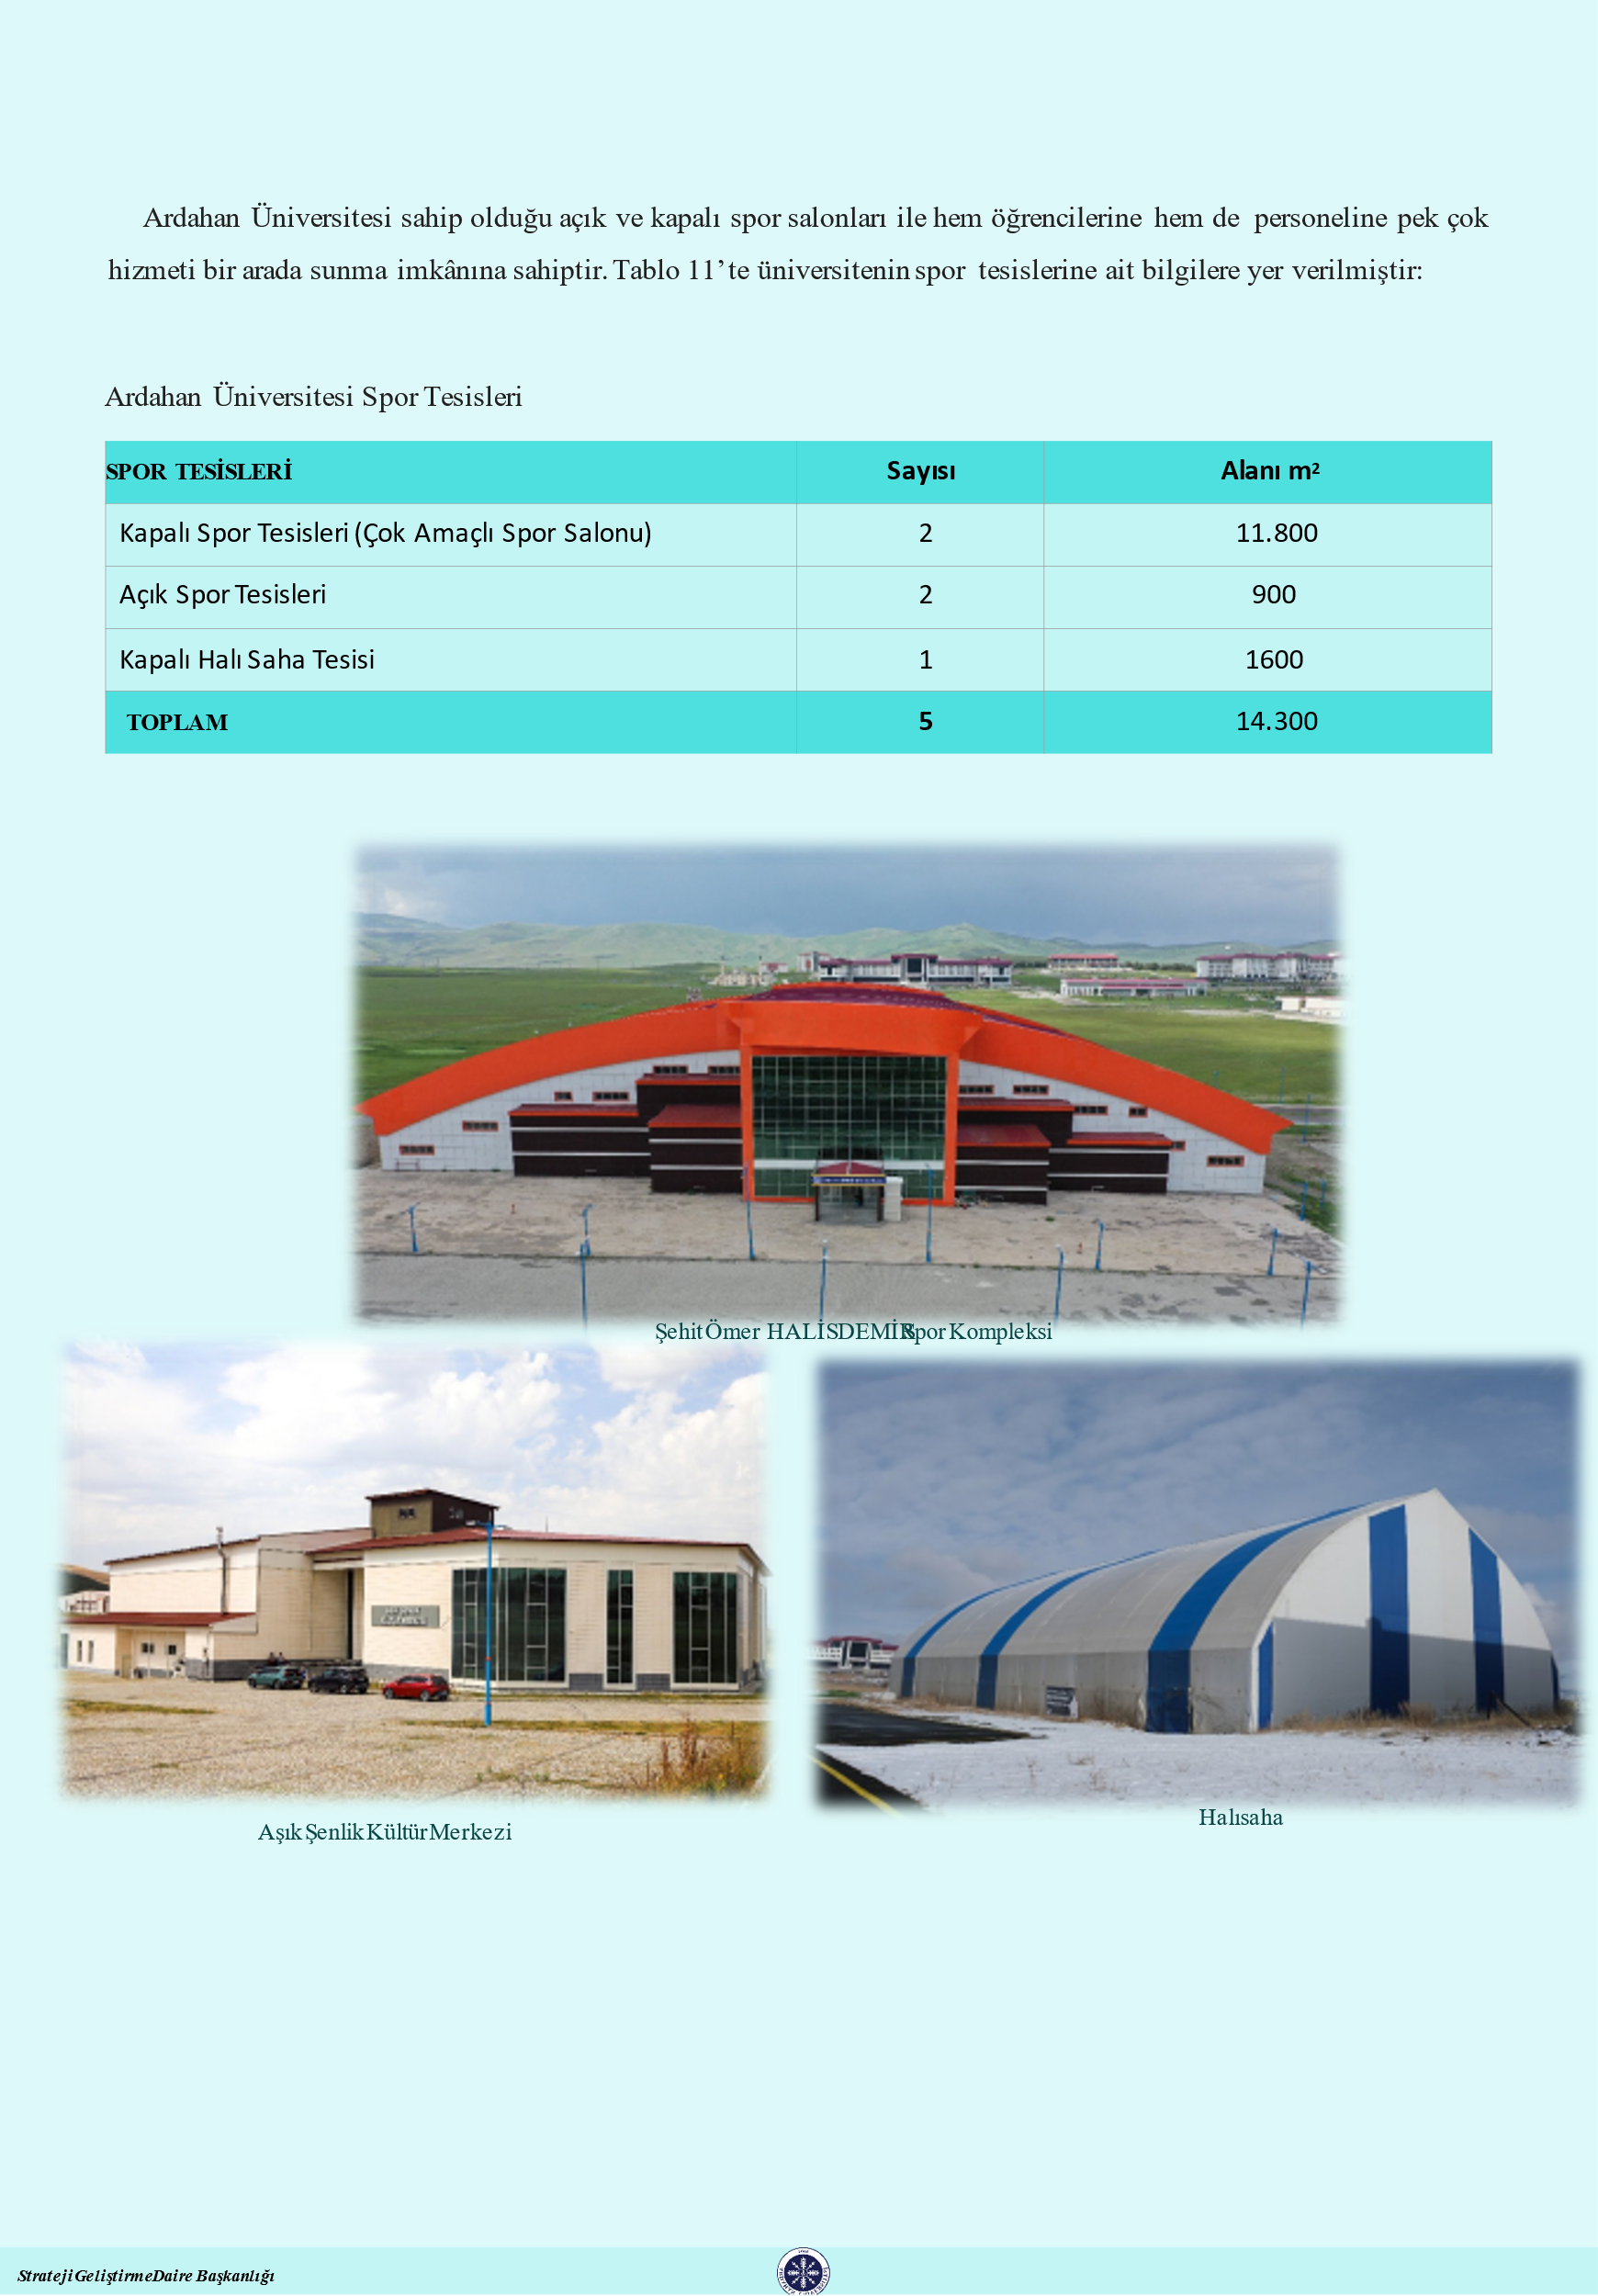 Ardahan Üniversitesi sahip olduğu açık ve kapalı spor salonları ile hem öğrencilerine hem de personeline pek çok
hizmeti bir arada sunma imkânına sahiptir. Tablo 11’te üniversitenin spor tesislerine ait bilgilere yer verilmiştir:
Ardahan Üniversitesi Spor Tesisleri
SPOR TESİSLERİ Sayısı Alanı m²
Kapalı Spor Tesisleri (Çok Amaçlı Spor Salonu) 2 11.800
Açık Spor Tesisleri 2 900
Kapalı Halı Saha Tesisi 1 1600
TOPLAM 5 14.300
Şehit Ömer HALİSDEMİR Spor Kompleksi
Aşık Şenlik Kültür Merkezi
Halısaha
Strateji Geliştirme Daire Başkanlığı